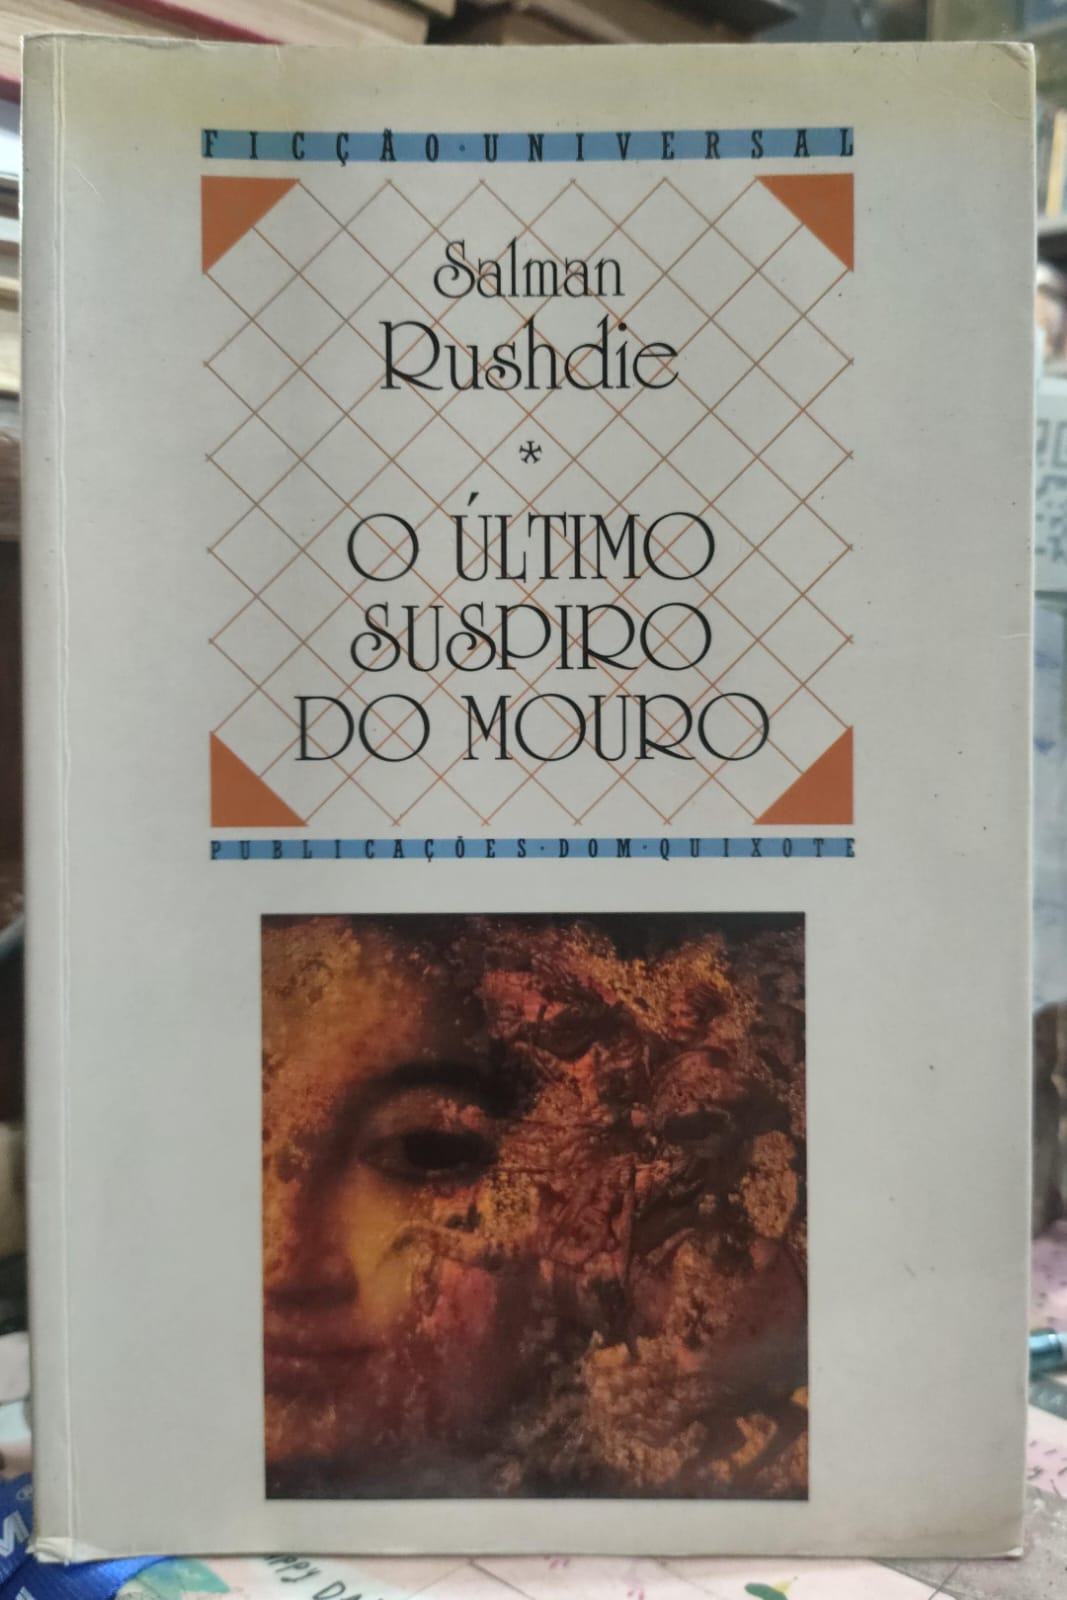 FICÇÃO·UNIVERSAL
Salman
Rushdie
*
O ÚLTIMO
SUSPIRO
DO MOURO
PUBLICAÇÕES·DOM·QUIXOTE